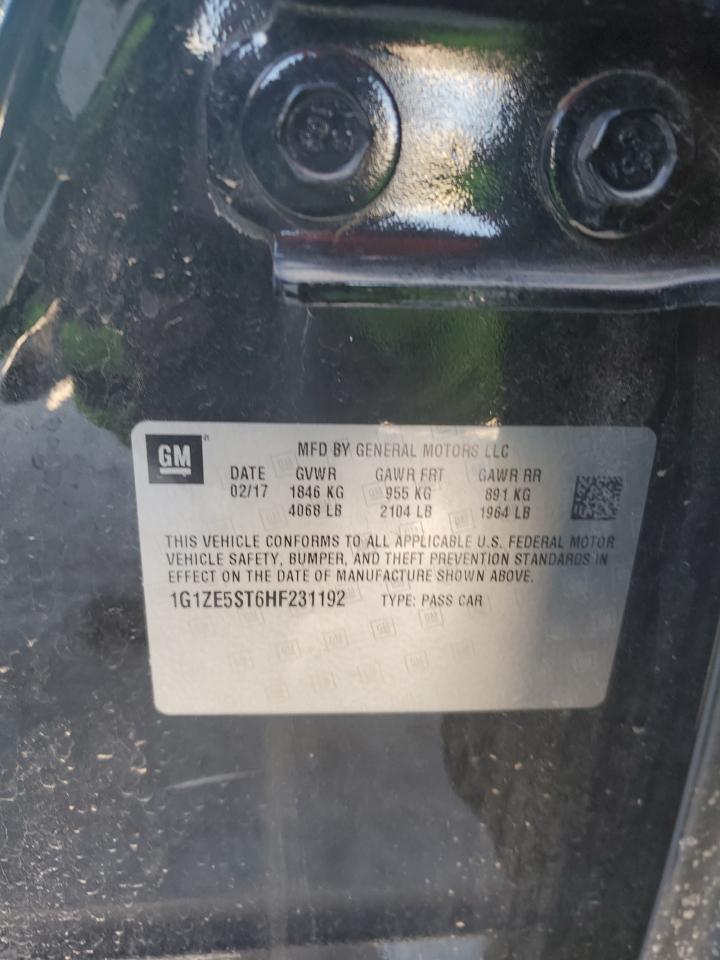 GM
MFD BY GENERAL MOTORS LLC
DATE GVWR GAWR FRT GAWR RR
02/17 1846 KG 955 KG 891 KG
4068 LB 2104 LB 1964 LB
THIS VEHICLE CONFORMS TO ALL APPLICABLE U.S. FEDERAL MOTOR
VEHICLE SAFETY, BUMPER, AND THEFT PREVENTION STANDARDS IN
EFFECT ON THE DATE OF MANUFACTURE SHOWN ABOVE.
1G1ZE5ST6HF231192 TYPE: PASS CAR